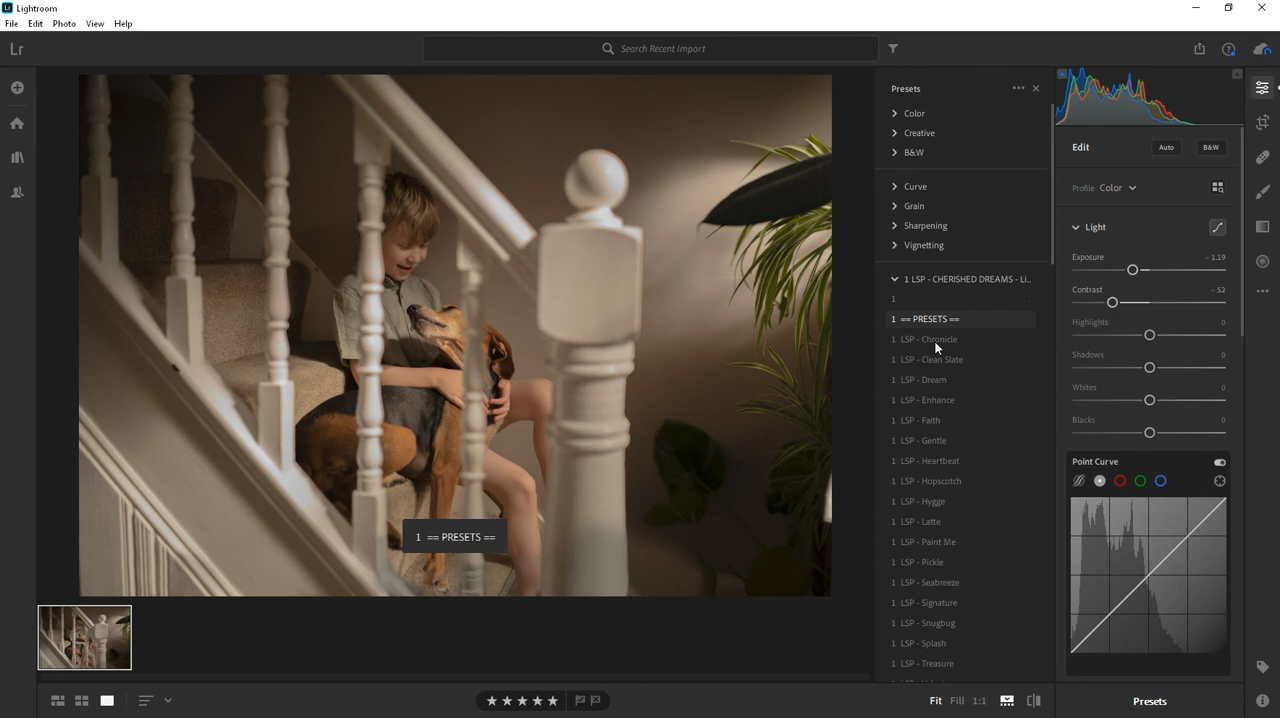 Lr Lightroom
File Edit Photo View Help
Lr
Search Recent Import
Presets
Color
Creative
B&W
Curve
Grain
Sharpening
Vignetting
1 LSP - CHERISHED DREAMS - Li...
1 .
1 == PRESETS ==
1 LSP - Chronicle
1 LSP - Clean Slate
1 LSP - Dream
1 LSP - Enhance
1 LSP - Faith
1 LSP - Gentle
1 LSP - Heartbeat
1 LSP - Hopscotch
1 LSP - Hygge
1 LSP - Latte
1 LSP - Paint Me
1 LSP - Pickle
1 LSP - Seabreeze
1 LSP - Signature
1 LSP - Snugbug
1 LSP - Splash
1 LSP - Treasure
Edit Auto B&W
Profile Color
Light
Exposure - 1.19
Contrast - 52
Highlights 0
Shadows 0
Whites 0
Blacks 0
Point Curve
1 == PRESETS ==
Fit Fill 1:1
Presets